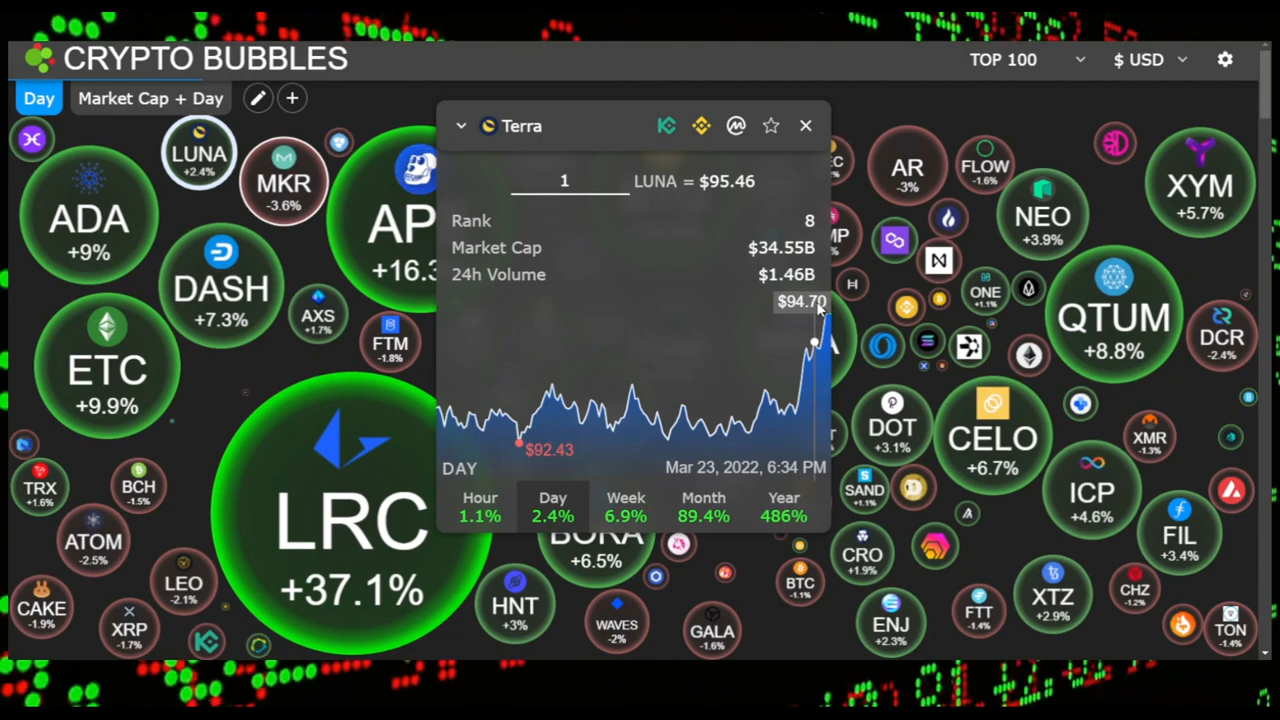 CRYPTO BUBBLES
TOP 100
$ USD
Day
Market Cap + Day
Terra
1
LUNA = $95.46
Rank
8
Market Cap
$34.55B
24h Volume
$1.46B
$94.70
$92.43
DAY
Mar 23, 2022, 6:34 PM
Hour
Day
Week
Month
Year
1.1%
2.4%
6.9%
89.4%
486%
LUNA
+2.4%
MKR
-3.6%
ADA
+9%
AP
+16.3
DASH
+7.3%
AXS
+1.7%
FTM
-1.8%
ETC
+9.9%
LRC
+37.1%
TRX
+1.6%
BCH
-1.5%
ATOM
-2.5%
LEO
-2.1%
CAKE
-1.9%
XRP
-1.7%
HNT
+3%
BORA
+6.5%
WAVES
-2%
GALA
-1.6%
BTC
-1.1%
AR
-3%
FLOW
-1.6%
XYM
+5.7%
NEO
+3.9%
ONE
+1.1%
QTUM
+8.8%
DCR
-2.4%
DOT
+3.1%
CELO
+6.7%
XMR
-1.3%
SAND
+1.1%
ICP
+4.6%
FIL
+3.4%
CRO
+1.9%
XTZ
+2.9%
CHZ
-1.2%
ENJ
+2.3%
FTT
-1.4%
TON
-1.4%